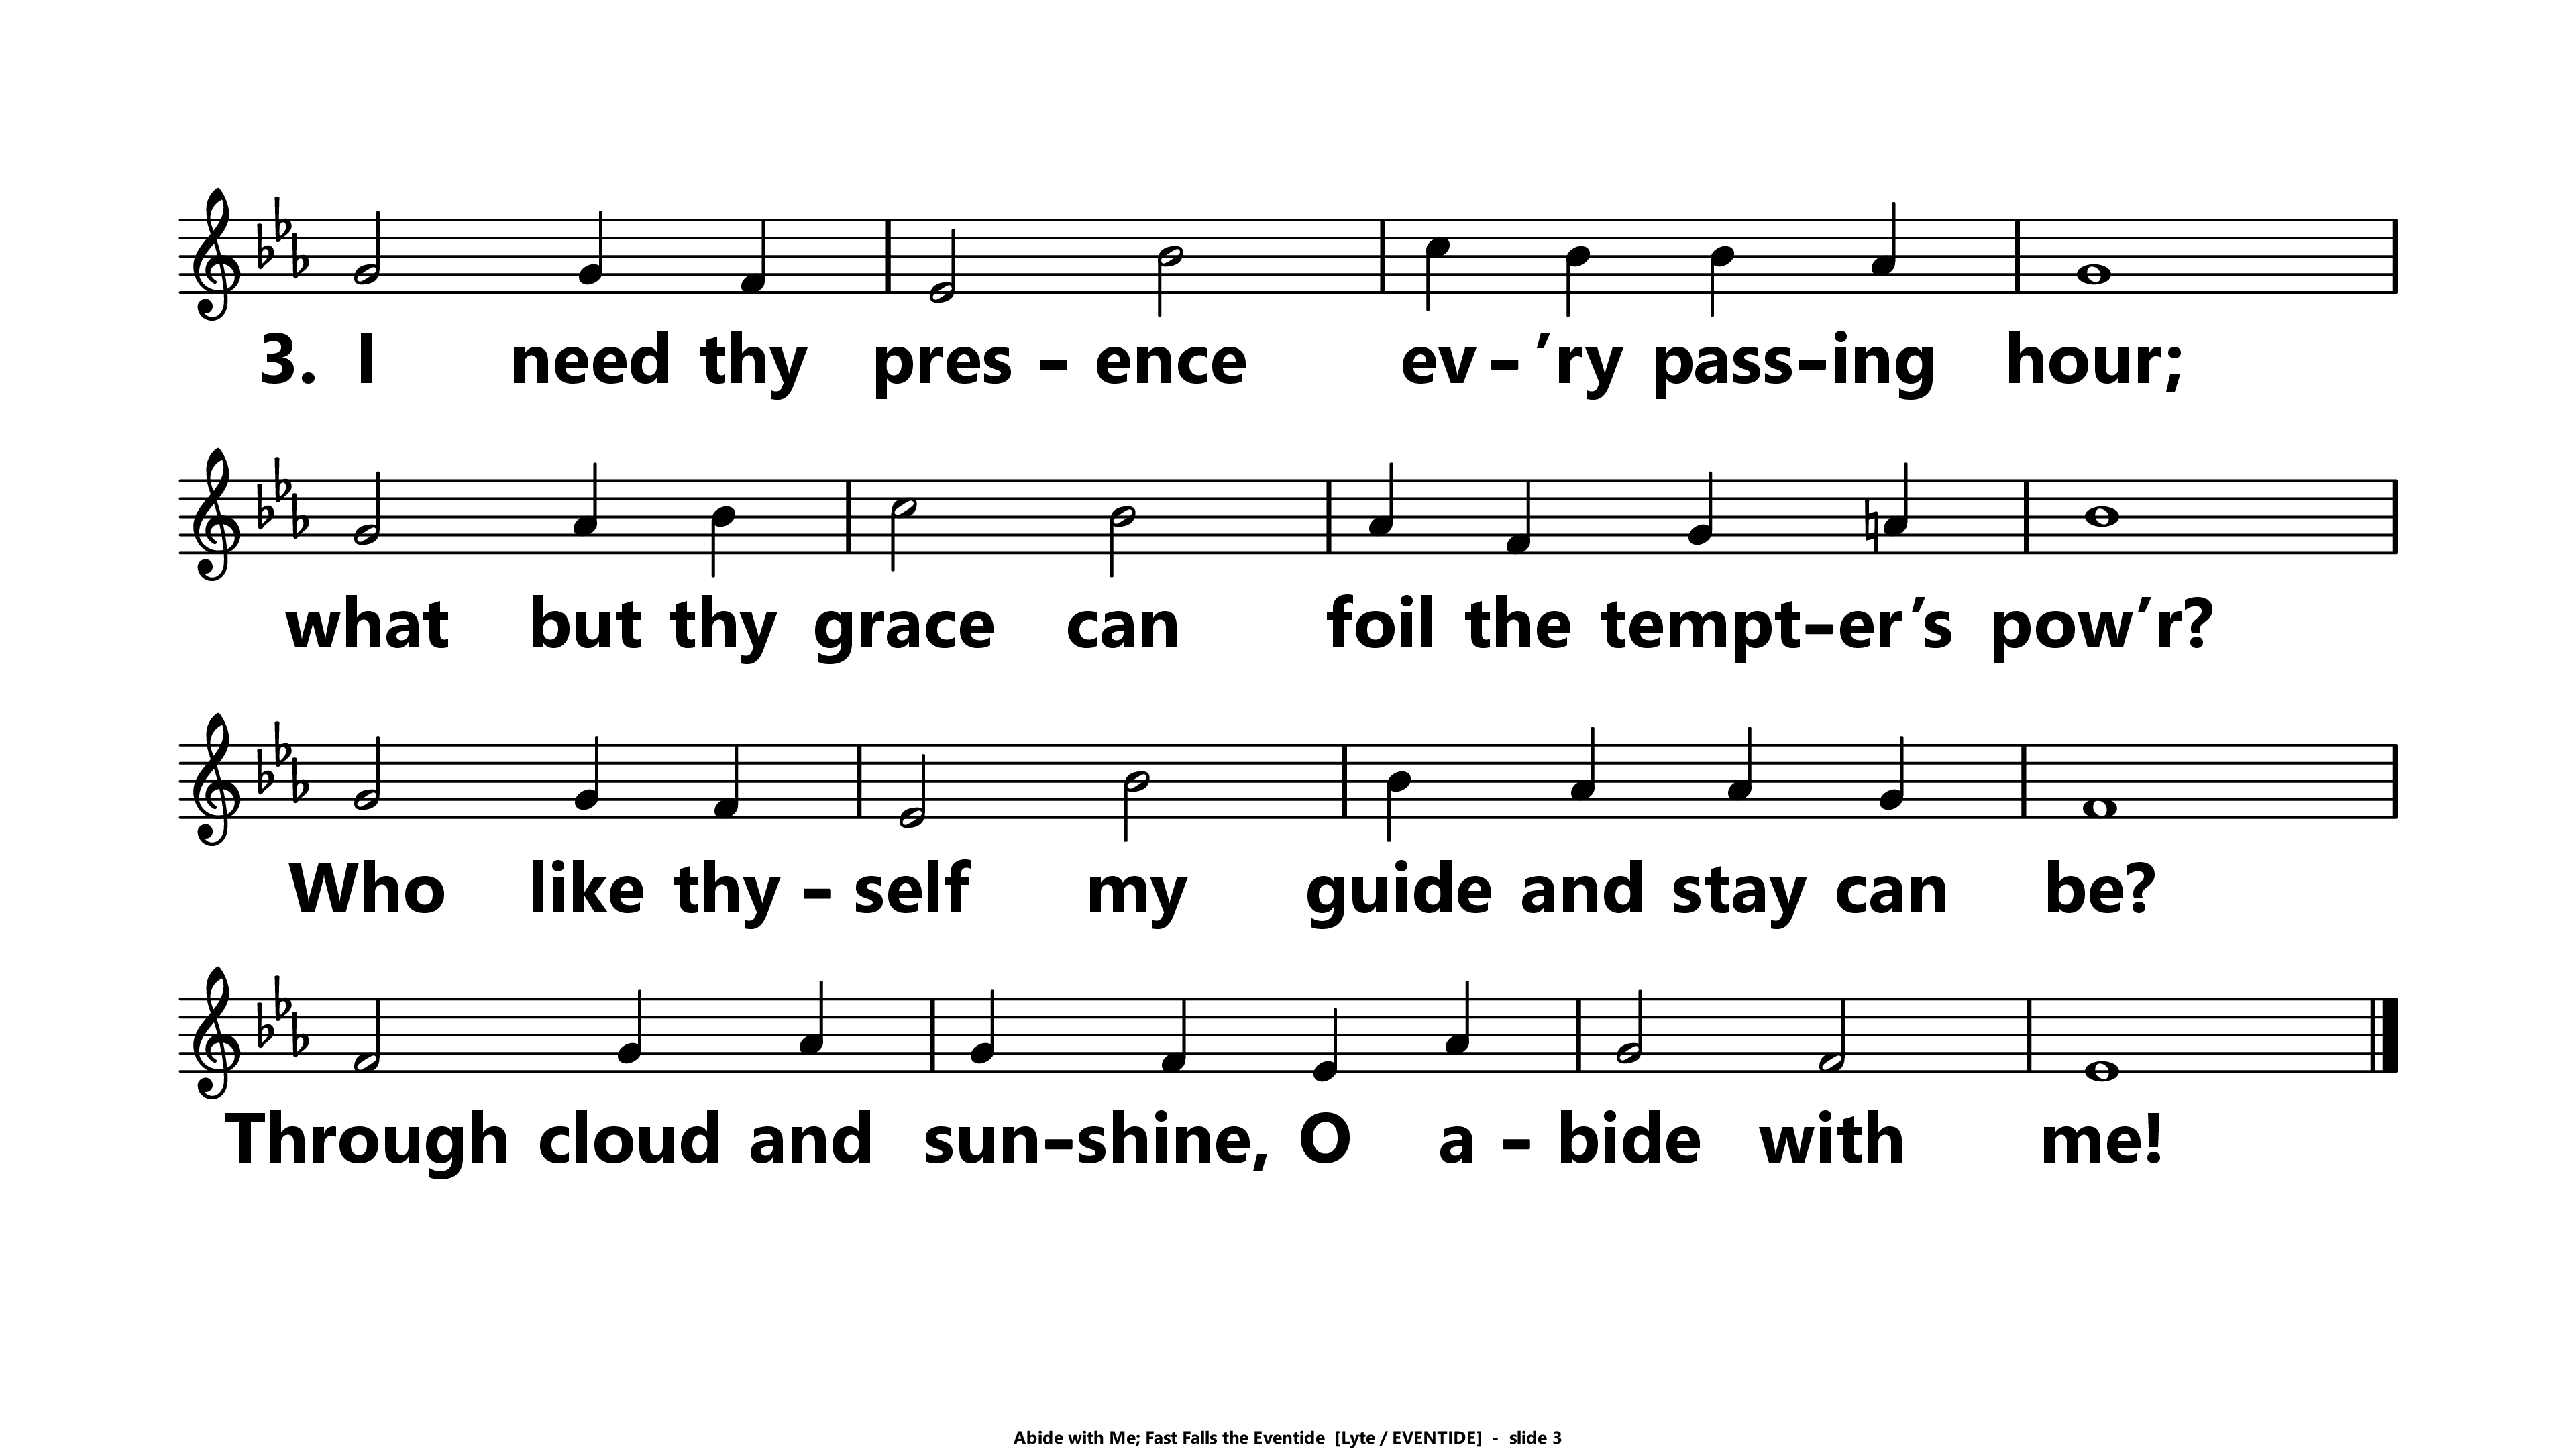 3. I need thy pres - ence ev - ’ry pass-ing hour;
what but thy grace can foil the tempt-er’s pow’r?
Who like thy - self my guide and stay can be?
Through cloud and sun-shine, O a - bide with me!
Abide with Me; Fast Falls the Eventide [Lyte / EVENTIDE] - slide 3